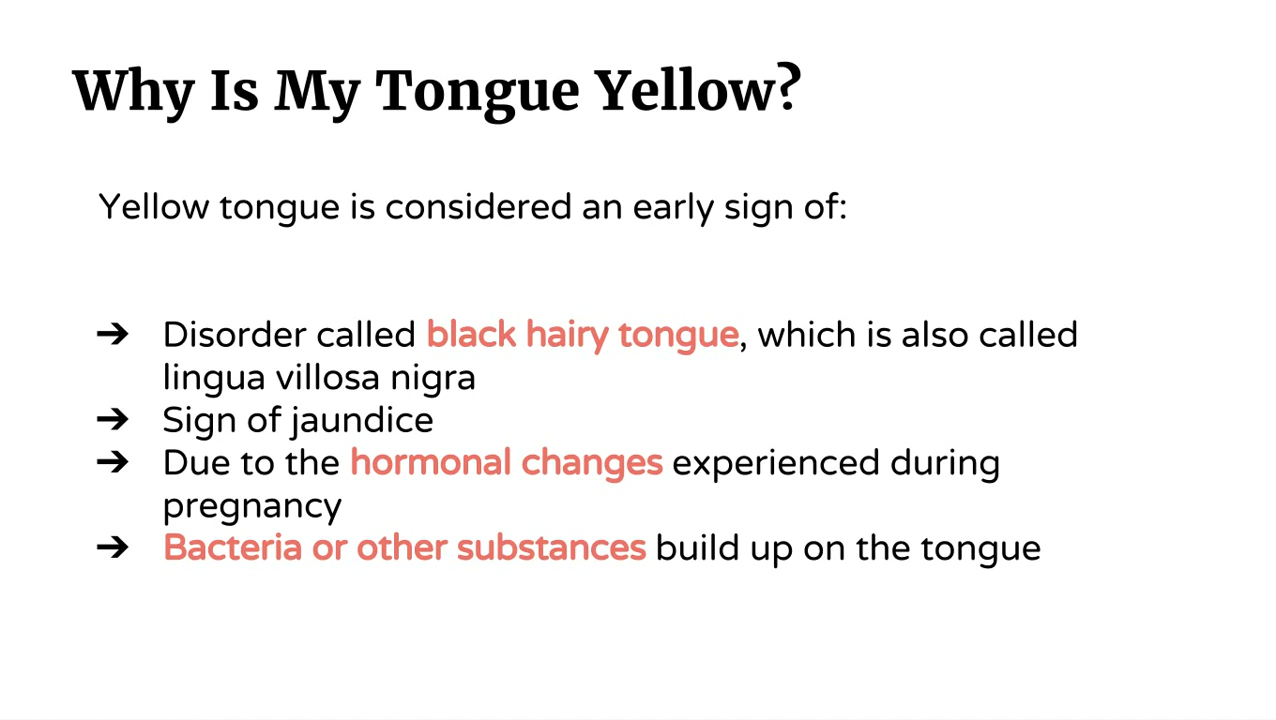 Why Is My Tongue Yellow?
Yellow tongue is considered an early sign of:
➔ Disorder called black hairy tongue, which is also called
lingua villosa nigra
➔ Sign of jaundice
➔ Due to the hormonal changes experienced during
pregnancy
➔ Bacteria or other substances build up on the tongue